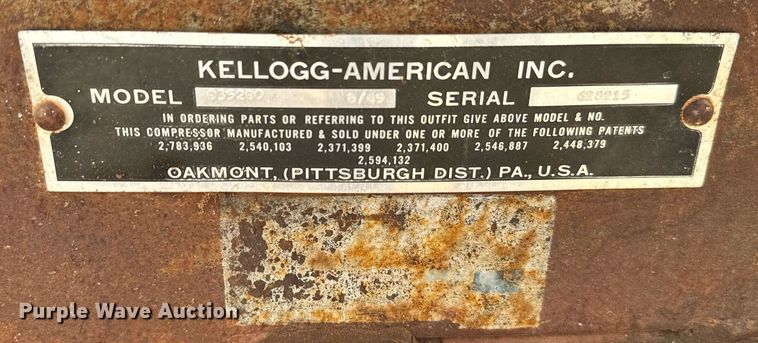 KELLOGG-AMERICAN INC.
MODEL 6/69 SERIAL 628215
IN ORDERING PARTS OR REFERRING TO THIS OUTFIT GIVE ABOVE MODEL & NO.
THIS COMPRESSOR MANUFACTURED & SOLD UNDER ONE OR MORE OF THE FOLLOWING PATENTS
2,783,936 2,540,103 2,371,399 2,371,400 2,546,887 2,448,379
2,594,132
OAKMONT, (PITTSBURGH DIST.) PA., U.S.A.
Purple Wave Auction